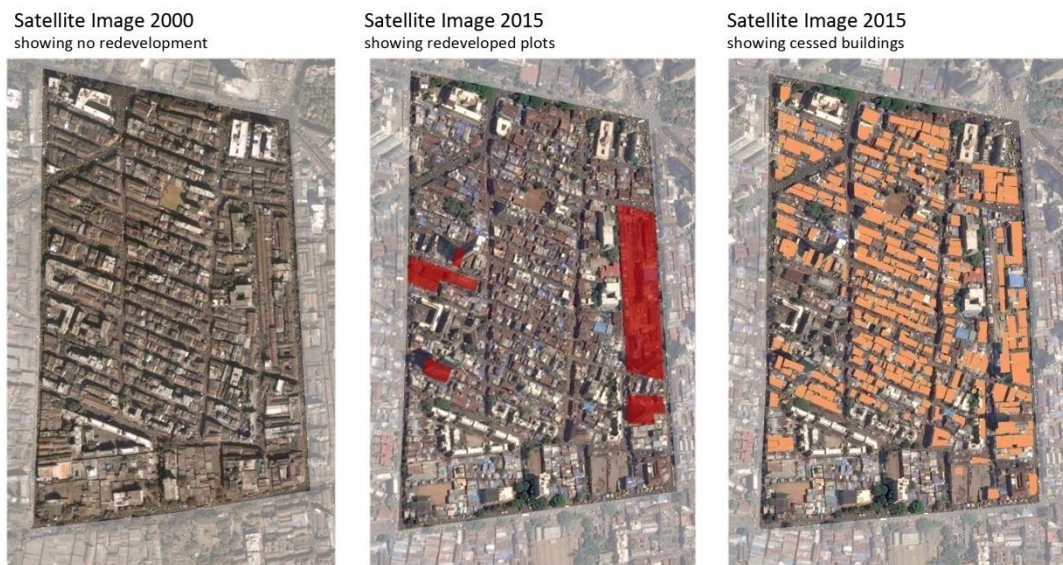 Satellite Image 2000
showing no redevelopment
Satellite Image 2015
showing redeveloped plots
Satellite Image 2015
showing cessed buildings